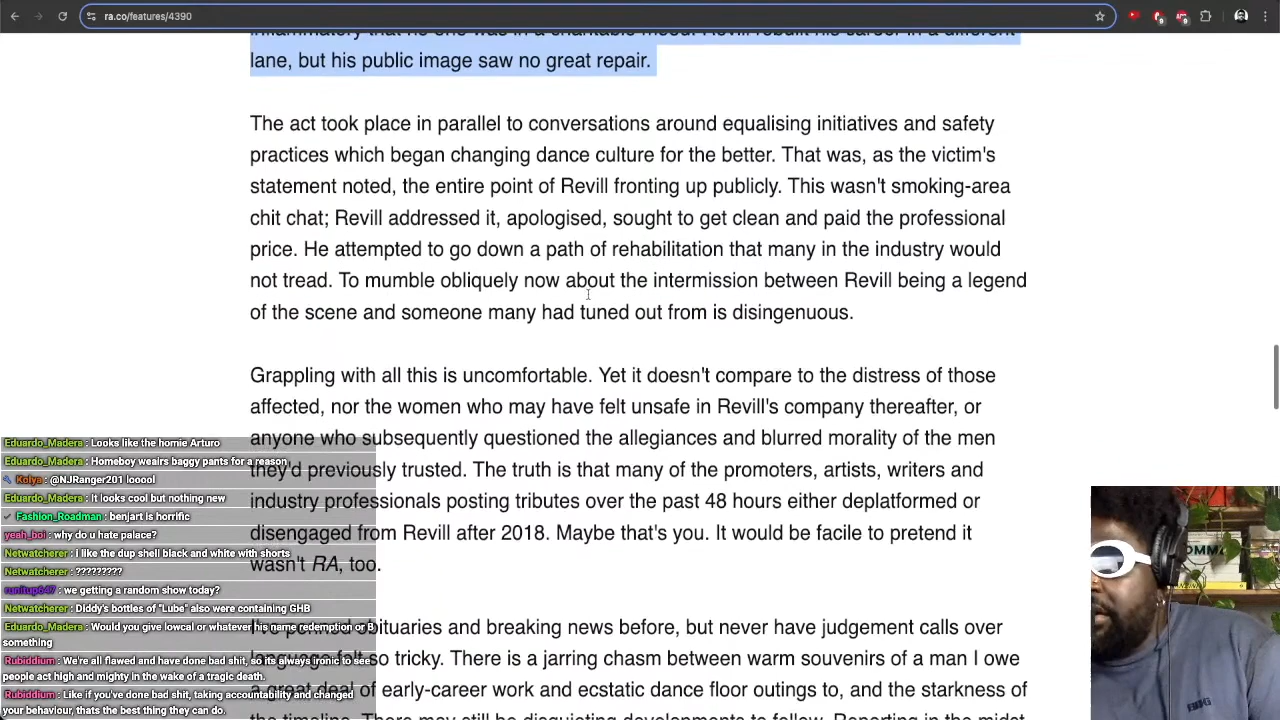 ra.co/features/4390
lane, but his public image saw no great repair.
The act took place in parallel to conversations around equalising initiatives and safety
practices which began changing dance culture for the better. That was, as the victim's
statement noted, the entire point of Revill fronting up publicly. This wasn't smoking-area
chit chat; Revill addressed it, apologised, sought to get clean and paid the professional
price. He attempted to go down a path of rehabilitation that many in the industry would
not tread. To mumble obliquely now about the intermission between Revill being a legend
of the scene and someone many had tuned out from is disingenuous.
Grappling with all this is uncomfortable. Yet it doesn't compare to the distress of those
affected, nor the women who may have felt unsafe in Revill's company thereafter, or
anyone who subsequently questioned the allegiances and blurred morality of the men
they'd previously trusted. The truth is that many of the promoters, artists, writers and
industry professionals posting tributes over the past 48 hours either deplatformed or
disengaged from Revill after 2018. Maybe that's you. It would be facile to pretend it
wasn't RA, too.
I've penned obituaries and breaking news before, but never have judgement calls over
language felt so tricky. There is a jarring chasm between warm souvenirs of a man I owe
a great deal of early-career work and ecstatic dance floor outings to, and the starkness of
Eduardo_Madera : Looks like the homie Arturo
Eduardo_Madera : Homeboy weairs baggy pants for a reason
Kolya : @NJRanger201 looool
Eduardo_Madera : It looks cool but nothing new
Fashion_Roadman : benjart is horrific
yeah_boi : why do u hate palace?
Netwatcherer : i like the dup shell black and white with shorts
Netwatcherer : ?????????
runitup647 : we getting a random show today?
Netwatcherer : Diddy's bottles of "Lube" also were containing GHB
Eduardo_Madera : Would you give lowcal or whatever his name redemption or B
something
Rubiddium : We're all flawed and have done bad shit, so its always ironic to see
people act high and mighty in the wake of a tragic death.
Rubiddium : Like if you've done bad shit, taking accountability and changed
your behaviour, thats the best thing they can do.